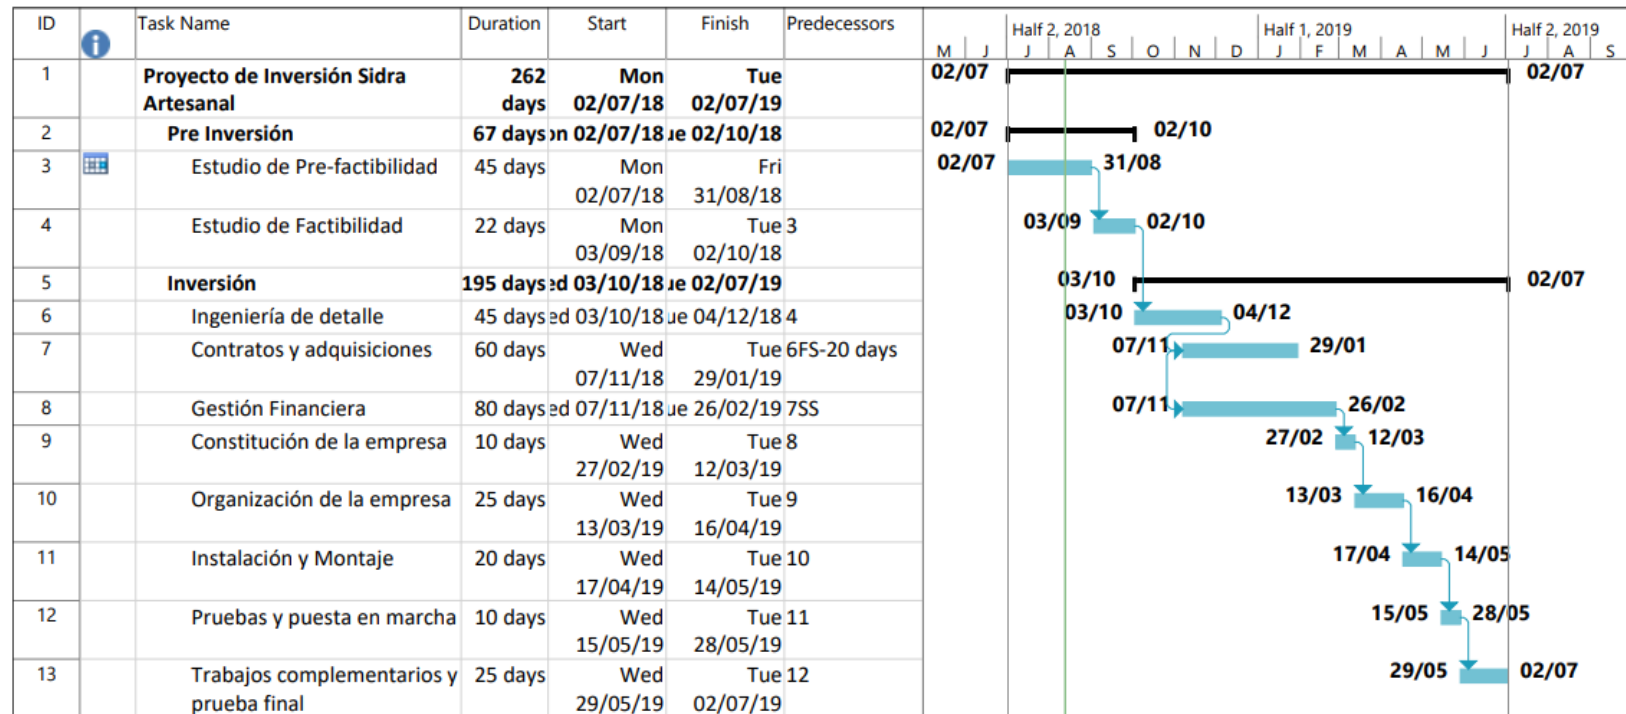 ID Task Name Duration Start Finish Predecessors Half 2, 2018 Half 1, 2019 Half 2, 2019
M J J A S O N D J F M A M J J A S
1 Proyecto de Inversión Sidra 262 Mon Tue 02/07 02/07
Artesanal days 02/07/18 02/07/19
2 Pre Inversión 67 days on 02/07/18 ue 02/10/18 02/07 02/10
3 Estudio de Pre-factibilidad 45 days Mon Fri 02/07 31/08
02/07/18 31/08/18
4 Estudio de Factibilidad 22 days Mon Tue 3 03/09 02/10
03/09/18 02/10/18
5 Inversión 195 days ed 03/10/18 ue 02/07/19 03/10 02/07
6 Ingeniería de detalle 45 days ed 03/10/18 ue 04/12/18 4 03/10 04/12
7 Contratos y adquisiciones 60 days Wed Tue 6FS-20 days 07/11 29/01
07/11/18 29/01/19
8 Gestión Financiera 80 days ed 07/11/18 ue 26/02/19 7SS 07/11 26/02
9 Constitución de la empresa 10 days Wed Tue 8 27/02 12/03
27/02/19 12/03/19
10 Organización de la empresa 25 days Wed Tue 9 13/03 16/04
13/03/19 16/04/19
11 Instalación y Montaje 20 days Wed Tue 10 17/04 14/05
17/04/19 14/05/19
12 Pruebas y puesta en marcha 10 days Wed Tue 11 15/05 28/05
15/05/19 28/05/19
13 Trabajos complementarios y 25 days Wed Tue 12 29/05 02/07
prueba final 29/05/19 02/07/19